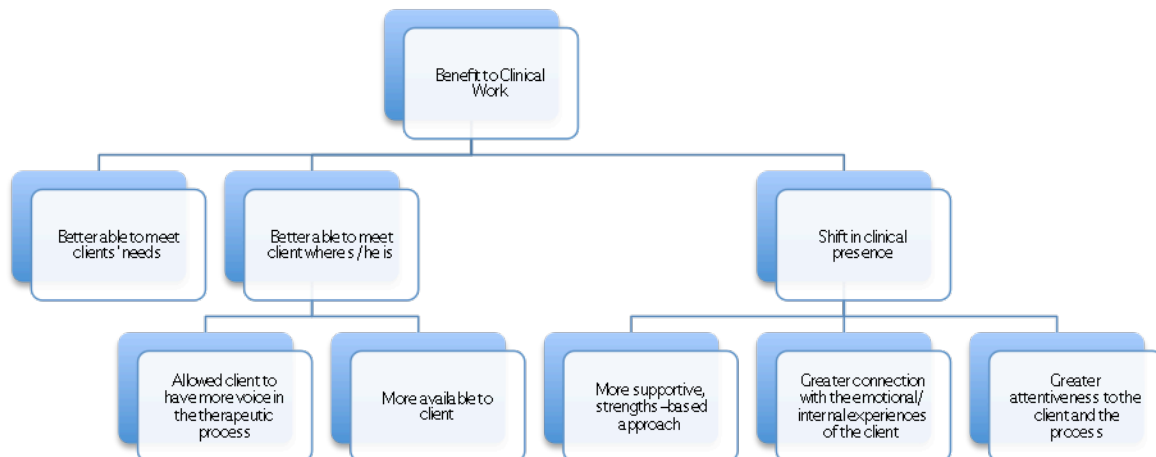 Benefit to Clinical
Work
Better able to meet
clients' needs
Better able to meet
client where s/he is
Shift in clinical
presence
Allowed client to
have more voice in
the therapeutic
process
More available to
client
More supportive,
strengths-based
approach
Greater connection
with the emotional/
internal experiences
of the client
Greater
attentiveness to the
client and the
process